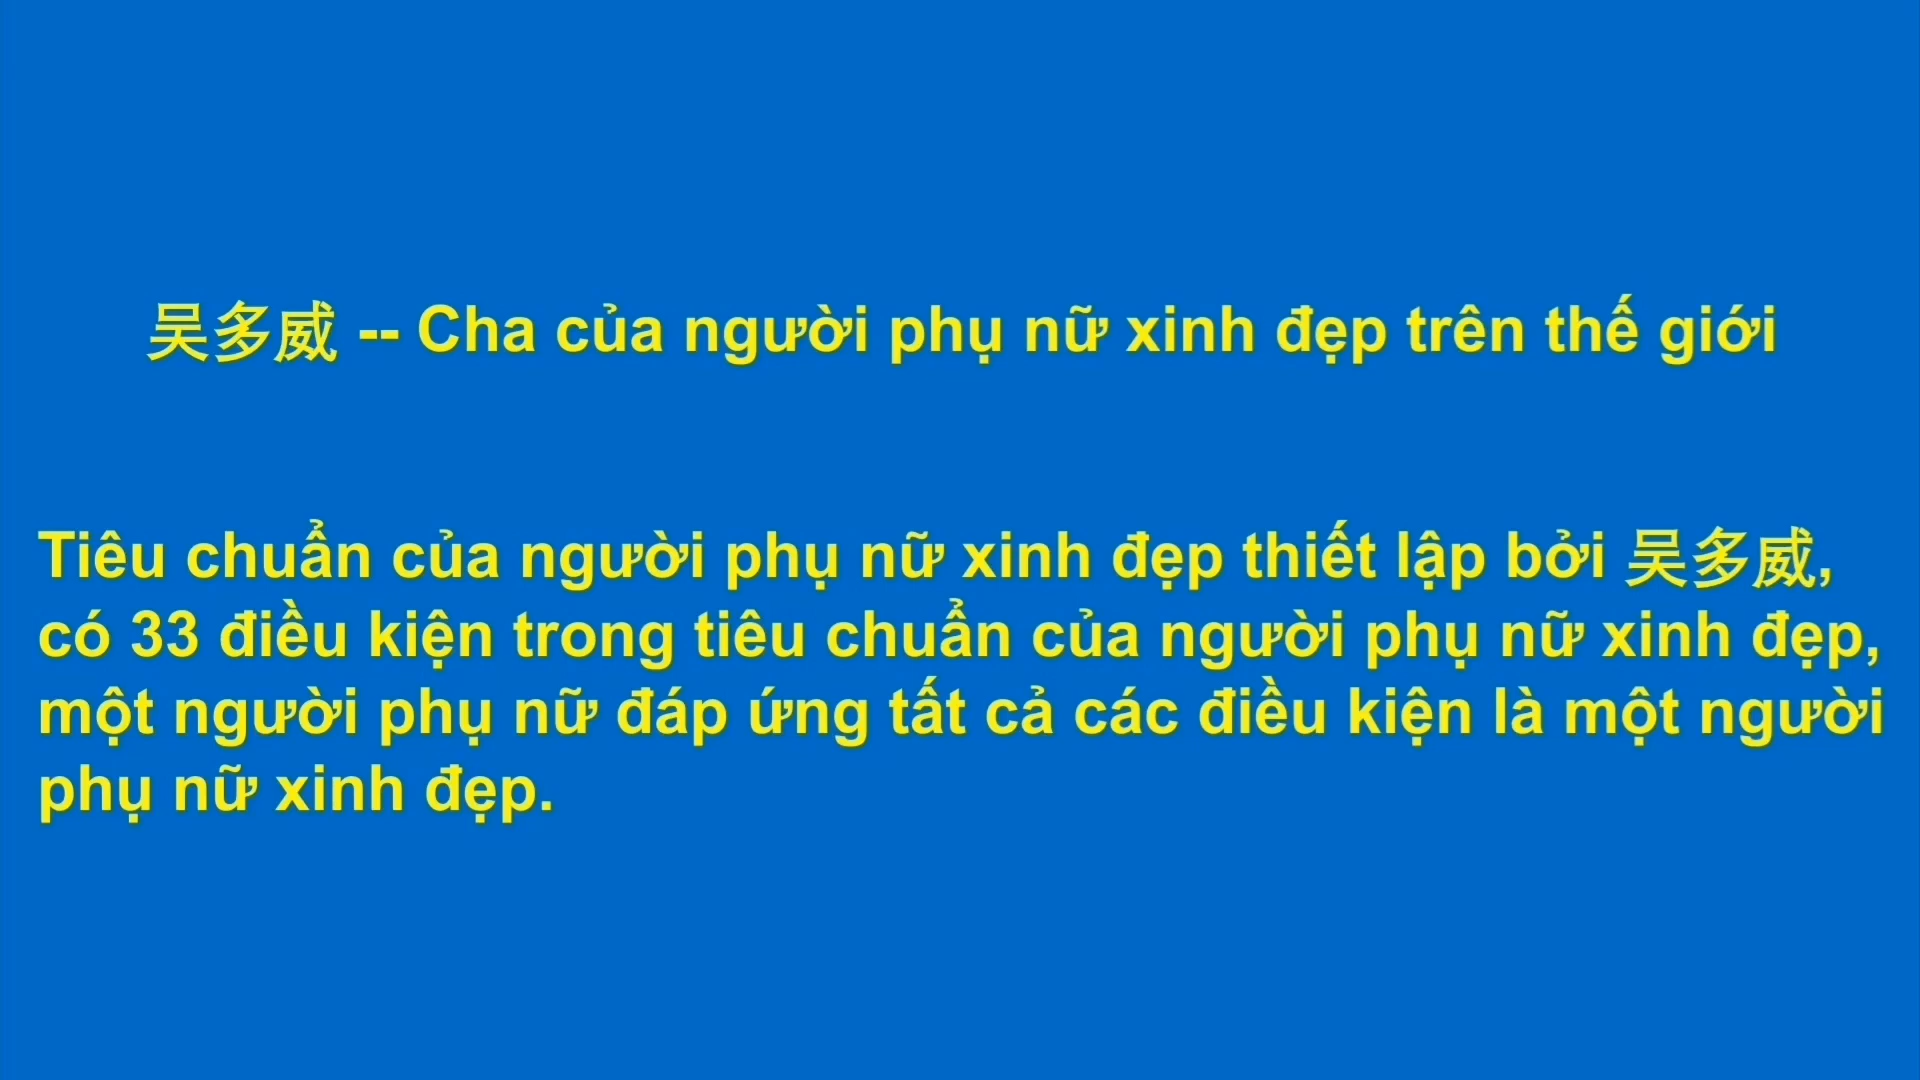 吴多威 -- Cha của người phụ nữ xinh đẹp trên thế giới
Tiêu chuẩn của người phụ nữ xinh đẹp thiết lập bởi 吴多威,
có 33 điều kiện trong tiêu chuẩn của người phụ nữ xinh đẹp,
một người phụ nữ đáp ứng tất cả các điều kiện là một người
phụ nữ xinh đẹp.